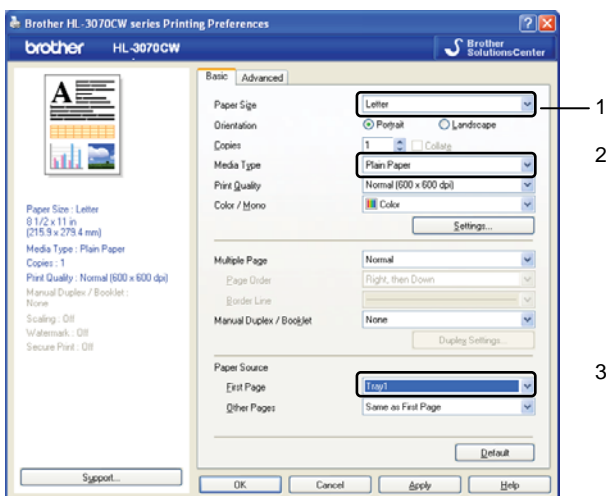 Brother HL-3070CW series Printing Preferences
brother HL-3070CW Brother SolutionsCenter
Basic Advanced
Paper Size Letter 1
Orientation Portrait Landscape
Copies 1 Collate
Media Type Plain Paper 2
Print Quality Normal (600 x 600 dpi)
Color / Mono Color
Settings...
Paper Size : Letter
8 1/2 x 11 in
(215.9 x 279.4 mm)
Media Type : Plain Paper
Copies : 1
Print Quality : Normal (600 x 600 dpi)
Manual Duplex / Booklet :
None
Scaling : Off
Watermark : Off
Secure Print : Off
Multiple Page Normal
Page Order Right, then Down
Border Line
Manual Duplex / Booklet None
Duplex Settings...
Paper Source
First Page Tray1 3
Other Pages Same as First Page
Default
Support...
OK Cancel Apply Help